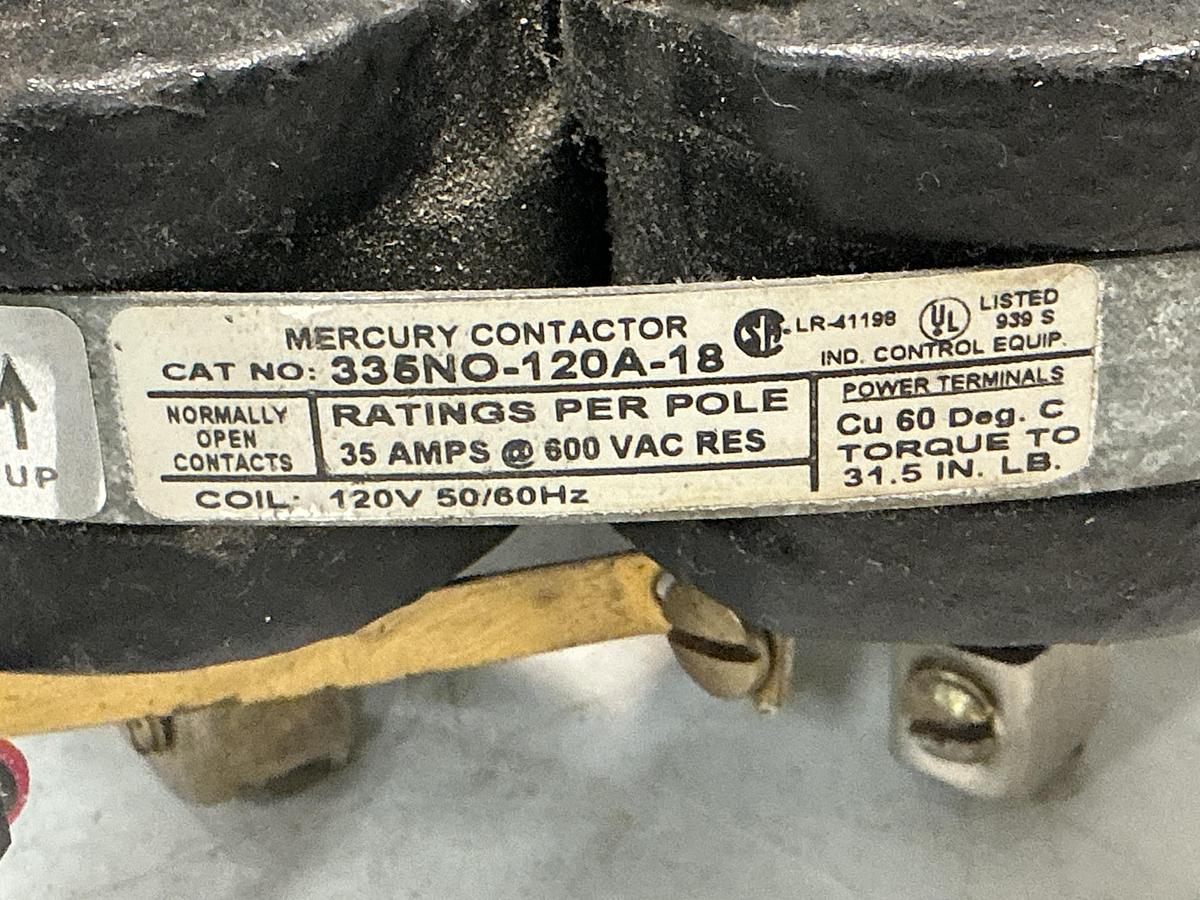 UP
MERCURY CONTACTOR
CAT NO: 335NO-120A-18
LR-41198
UL
LISTED
939 S
IND. CONTROL EQUIP.
NORMALLY
OPEN
CONTACTS
RATINGS PER POLE
35 AMPS @ 600 VAC RES
COIL: 120V 50/60Hz
POWER TERMINALS
Cu 60 Deg. C
TORQUE TO
31.5 IN. LB.